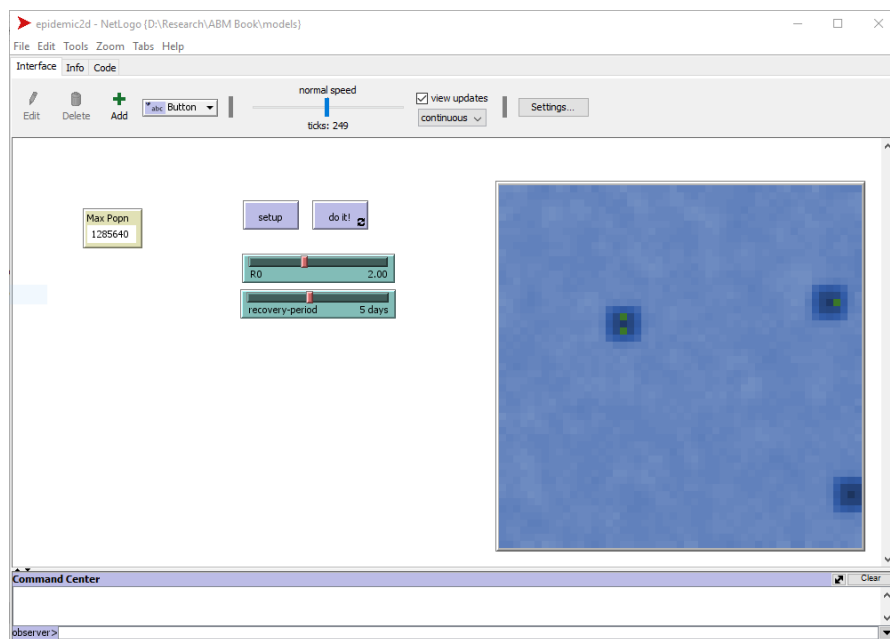 epidemic2d - NetLogo {D:\Research\ABM Book\models}
File Edit Tools Zoom Tabs Help
Interface Info Code
Edit
Delete
Add
abc Button
normal speed
ticks: 249
view updates
continuous
Settings...
Max Popn
1285640
setup
do it!
R0 2.00
recovery-period 5 days
Command Center
Clear
observer>